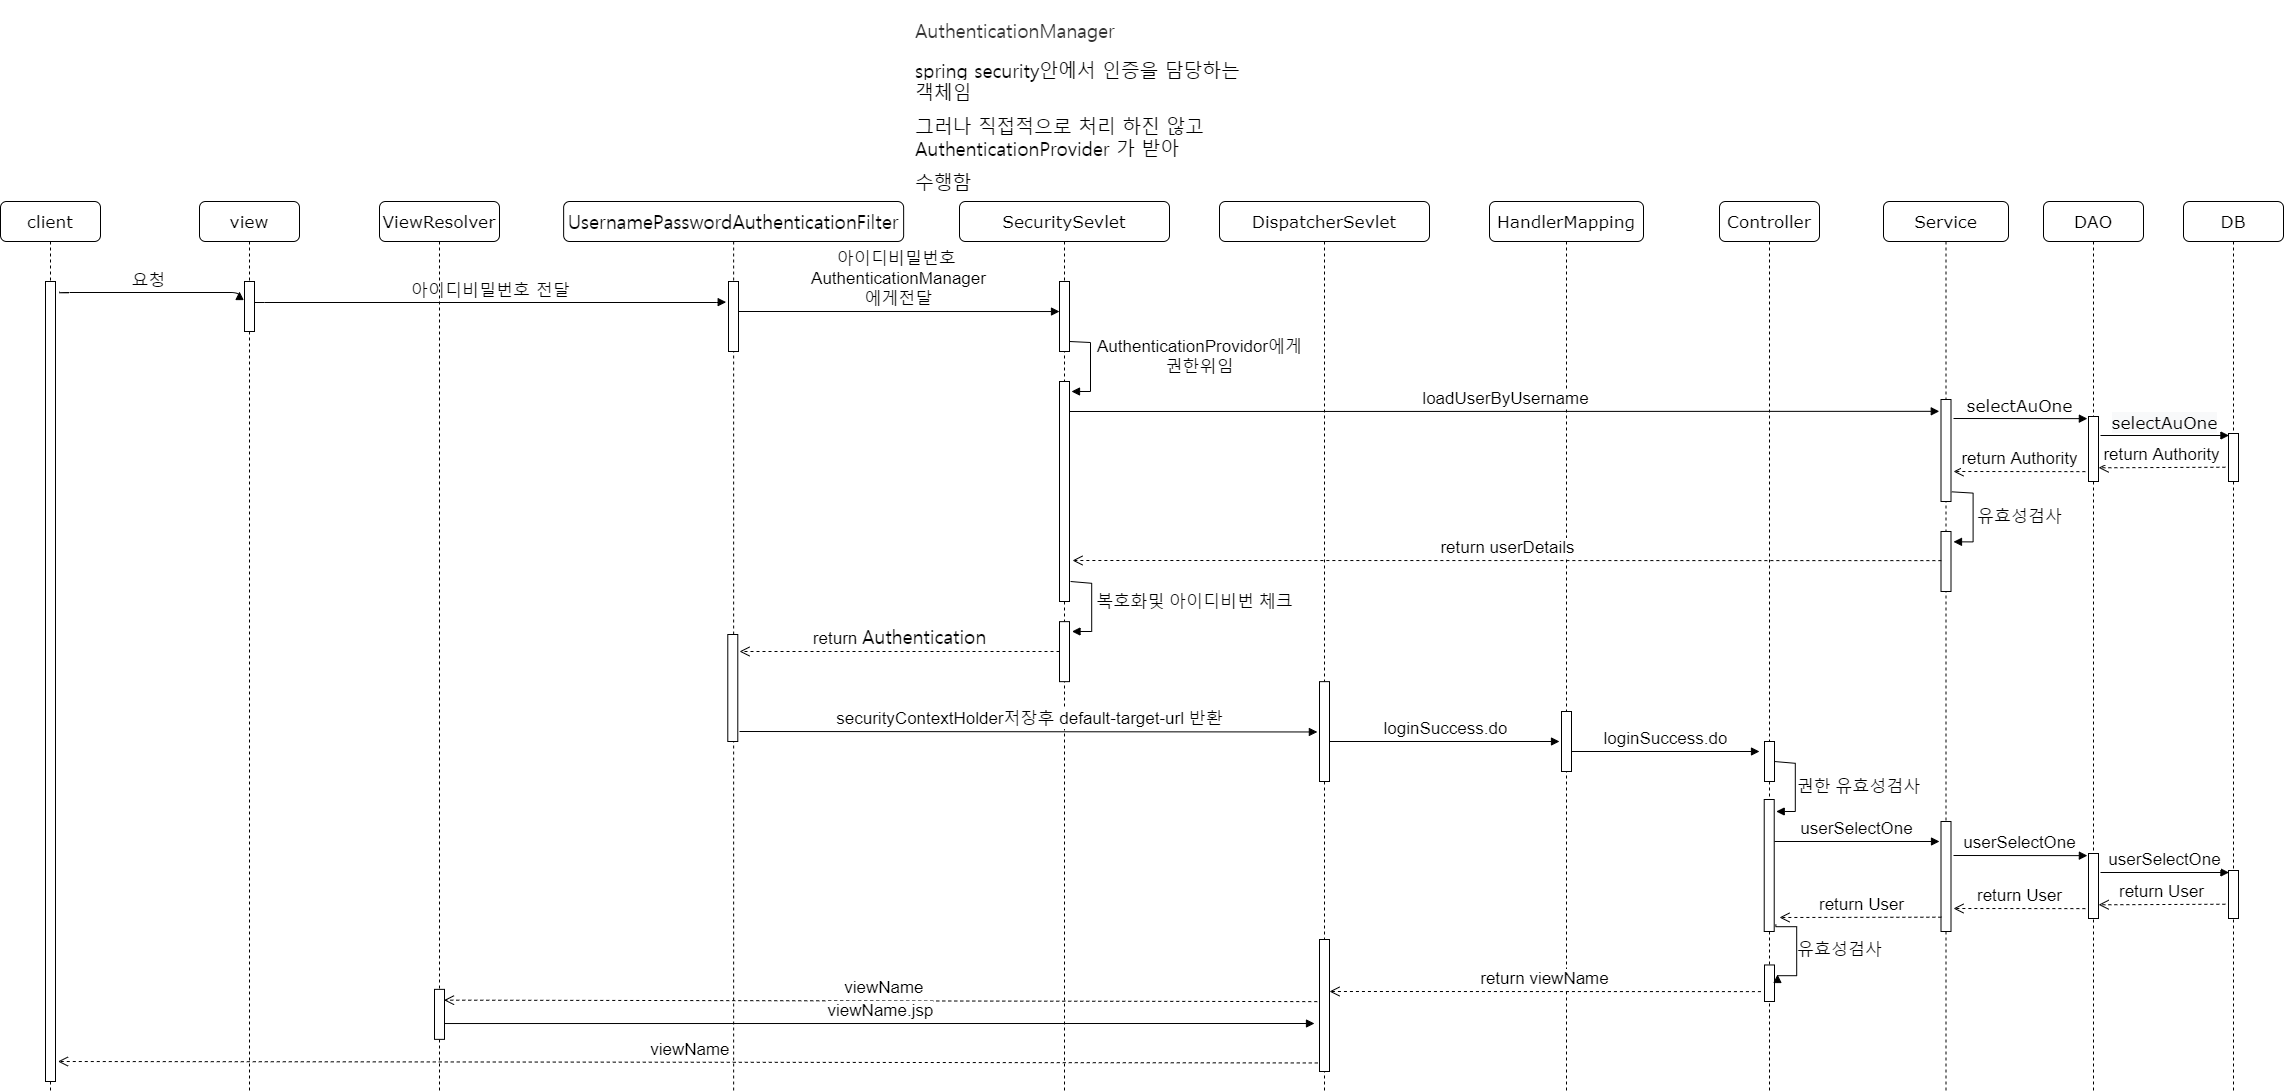 AuthenticationManager
spring security안에서 인증을 담당하는
객체임
그러나 직접적으로 처리 하진 않고
AuthenticationProvider 가 받아
수행함
client
view
ViewResolver
UsernamePasswordAuthenticationFilter
SecuritySevlet
DispatcherSevlet
HandlerMapping
Controller
Service
DAO
DB
요청
아이디비밀번호 전달
아이디비밀번호
AuthenticationManager
에게전달
AuthenticationProvidor에게
권한위임
loadUserByUsername
selectAuOne
selectAuOne
return Authority
return Authority
유효성검사
return userDetails
복호화및 아이디비번 체크
return Authentication
securityContextHolder저장후 default-target-url 반환
loginSuccess.do
loginSuccess.do
권한 유효성검사
userSelectOne
userSelectOne
userSelectOne
return User
return User
return User
유효성검사
return viewName
viewName
viewName.jsp
viewName